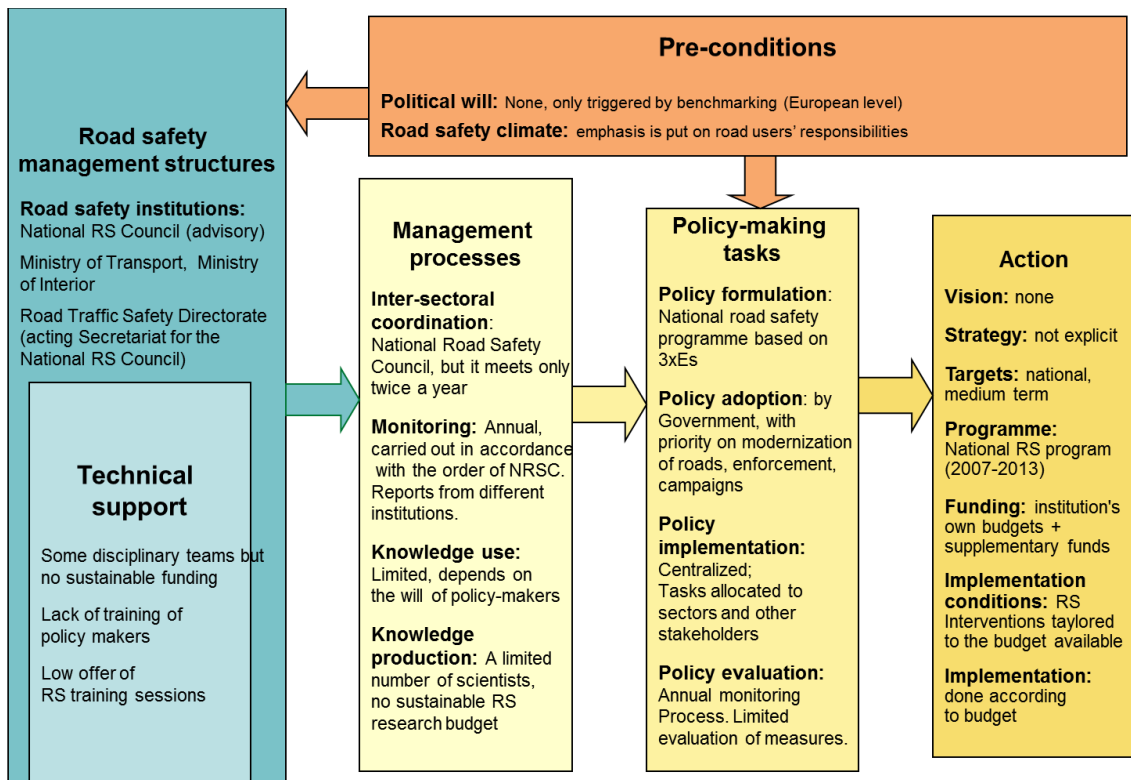 Pre-conditions
Political will: None, only triggered by benchmarking (European level)
Road safety climate: emphasis is put on road users' responsibilities
Road safety
management structures
Road safety institutions:
National RS Council (advisory)
Ministry of Transport, Ministry
of Interior
Road Traffic Safety Directorate
(acting Secretariat for the
National RS Council)
Technical
support
Some disciplinary teams but
no sustainable funding
Lack of training of
policy makers
Low offer of
RS training sessions
Management
processes
Inter-sectoral
coordination:
National Road Safety
Council, but it meets only
twice a year
Monitoring: Annual,
carried out in accordance
with the order of NRSC.
Reports from different
institutions.
Knowledge use:
Limited, depends on
the will of policy-makers
Knowledge
production: A limited
number of scientists,
no sustainable RS
research budget
Policy-making
tasks
Policy formulation:
National road safety
programme based on
3xEs
Policy adoption: by
Government, with
priority on modernization
of roads, enforcement,
campaigns
Policy
implementation:
Centralized;
Tasks allocated to
sectors and other
stakeholders
Policy evaluation:
Annual monitoring
Process. Limited
evaluation of measures.
Action
Vision: none
Strategy: not explicit
Targets: national,
medium term
Programme:
National RS program
(2007-2013)
Funding: institution's
own budgets +
supplementary funds
Implementation
conditions: RS
Interventions taylored
to the budget available
Implementation:
done according
to budget